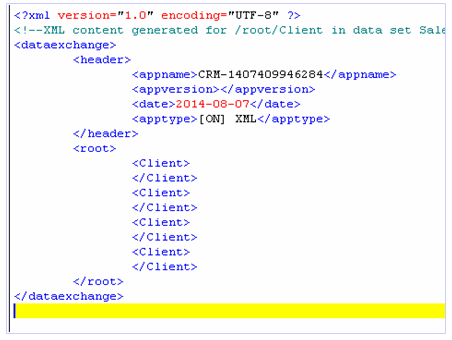 <?xml version="1.0" encoding="UTF-8" ?>
<!--XML content generated for /root/Client in data set Sale
<dataexchange>
<header>
<appname>CRM-1407409946284</appname>
<appversion></appversion>
<date>2014-08-07</date>
<apptype>[ON] XML</apptype>
</header>
<root>
<Client>
</Client>
<Client>
</Client>
<Client>
</Client>
<Client>
</Client>
</root>
</dataexchange>